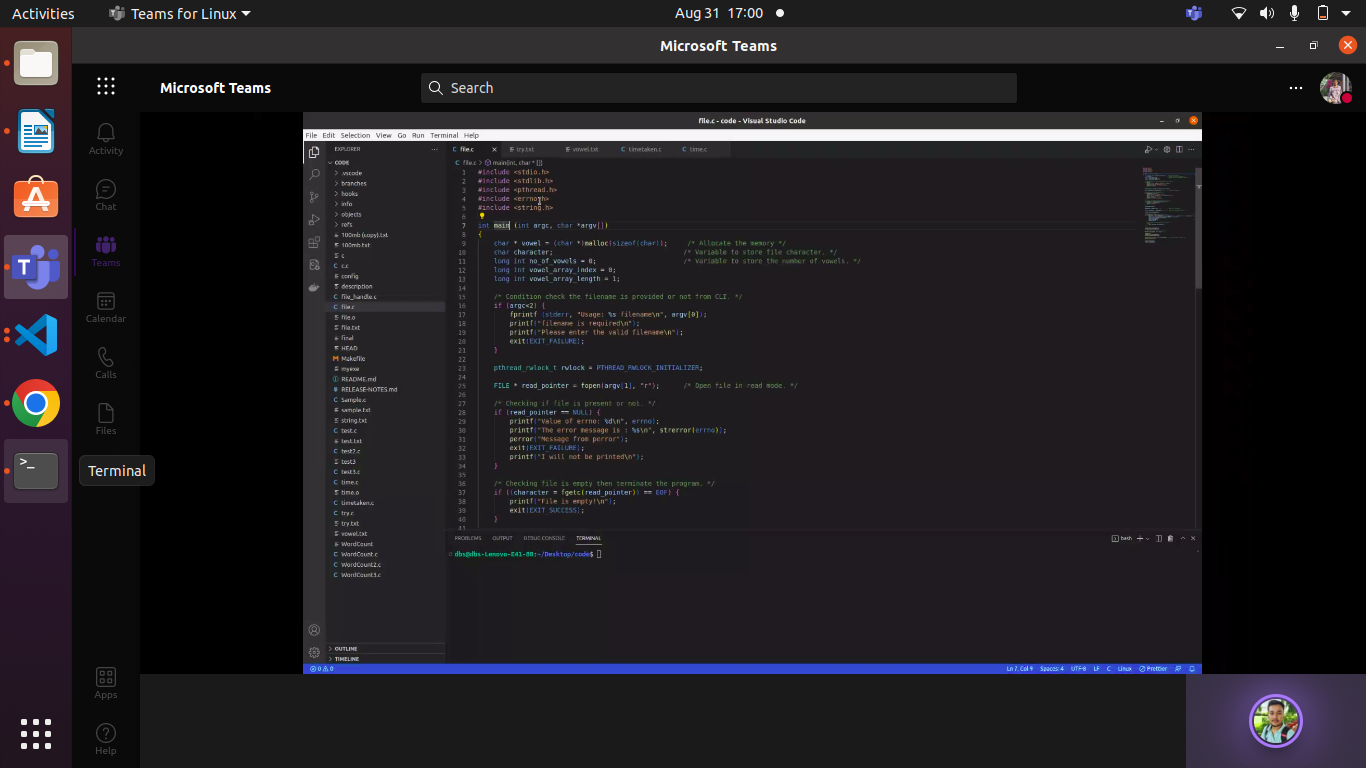 Activities
Teams for Linux
Aug 31 17:00
Microsoft Teams
Microsoft Teams
Search
Activity
Chat
Teams
Calendar
Calls
Files
Terminal
Apps
Help
file.c - code - Visual Studio Code
File Edit Selection View Go Run Terminal Help
EXPLORER
CODE
.vscode
branches
hooks
info
objects
refs
100mb (copy).txt
100mb.txt
c
c.c
config
description
file_handle.c
file.c
file.o
file.txt
final
HEAD
Makefile
myexe
README.md
RELEASE-NOTES.md
Sample.c
sample.txt
string.txt
test.c
test.txt
test2.c
test3
test3.c
time.c
time.o
timetaken.c
try.c
try.txt
vowel.txt
WordCount
WordCount.c
WordCount2.c
WordCount3.c
OUTLINE
TIMELINE
file.c try.txt vowel.txt timetaken.c time.c
file.c > main(int, char * [])
1 #include <stdio.h>
2 #include <stdlib.h>
3 #include <pthread.h>
4 #include <errno.h>
5 #include <string.h>
6
7 int main (int argc, char *argv[])
8 {
9 char * vowel = (char *)malloc(sizeof(char)); /* Allocate the memory */
10 char character; /* Variable to store file character. */
11 long int no_of_vowels = 0; /* Variable to store the number of vowels. */
12 long int vowel_array_index = 0;
13 long int vowel_array_length = 1;
14
15 /* Condition check the filename is provided or not from CLI. */
16 if (argc<2) {
17 fprintf (stderr, "Usage: %s filename\n", argv[0]);
18 printf("filename is required\n");
19 printf("Please enter the valid filename\n");
20 exit(EXIT_FAILURE);
21 }
22
23 pthread_rwlock_t rwlock = PTHREAD_RWLOCK_INITIALIZER;
24
25 FILE * read_pointer = fopen(argv[1], "r"); /* Open file in read mode. */
26
27 /* Checking if file is present or not. */
28 if (read_pointer == NULL) {
29 printf("Value of errno: %d\n", errno);
30 printf("The error message is : %s\n", strerror(errno));
31 perror("Message from perror");
32 exit(EXIT_FAILURE);
33 printf("I will not be printed\n");
34 }
35
36 /* Checking file is empty then terminate the program. */
37 if ((character = fgetc(read_pointer)) == EOF) {
38 printf("File is empty!\n");
39 exit(EXIT_SUCCESS);
40 }
41
PROBLEMS OUTPUT DEBUG CONSOLE TERMINAL
bash
dbs@dbs-Lenovo-E41-80:~/Desktop/code$
0 0 Ln 7, Col 9 Spaces: 4 UTF-8 LF C Linux Prettier